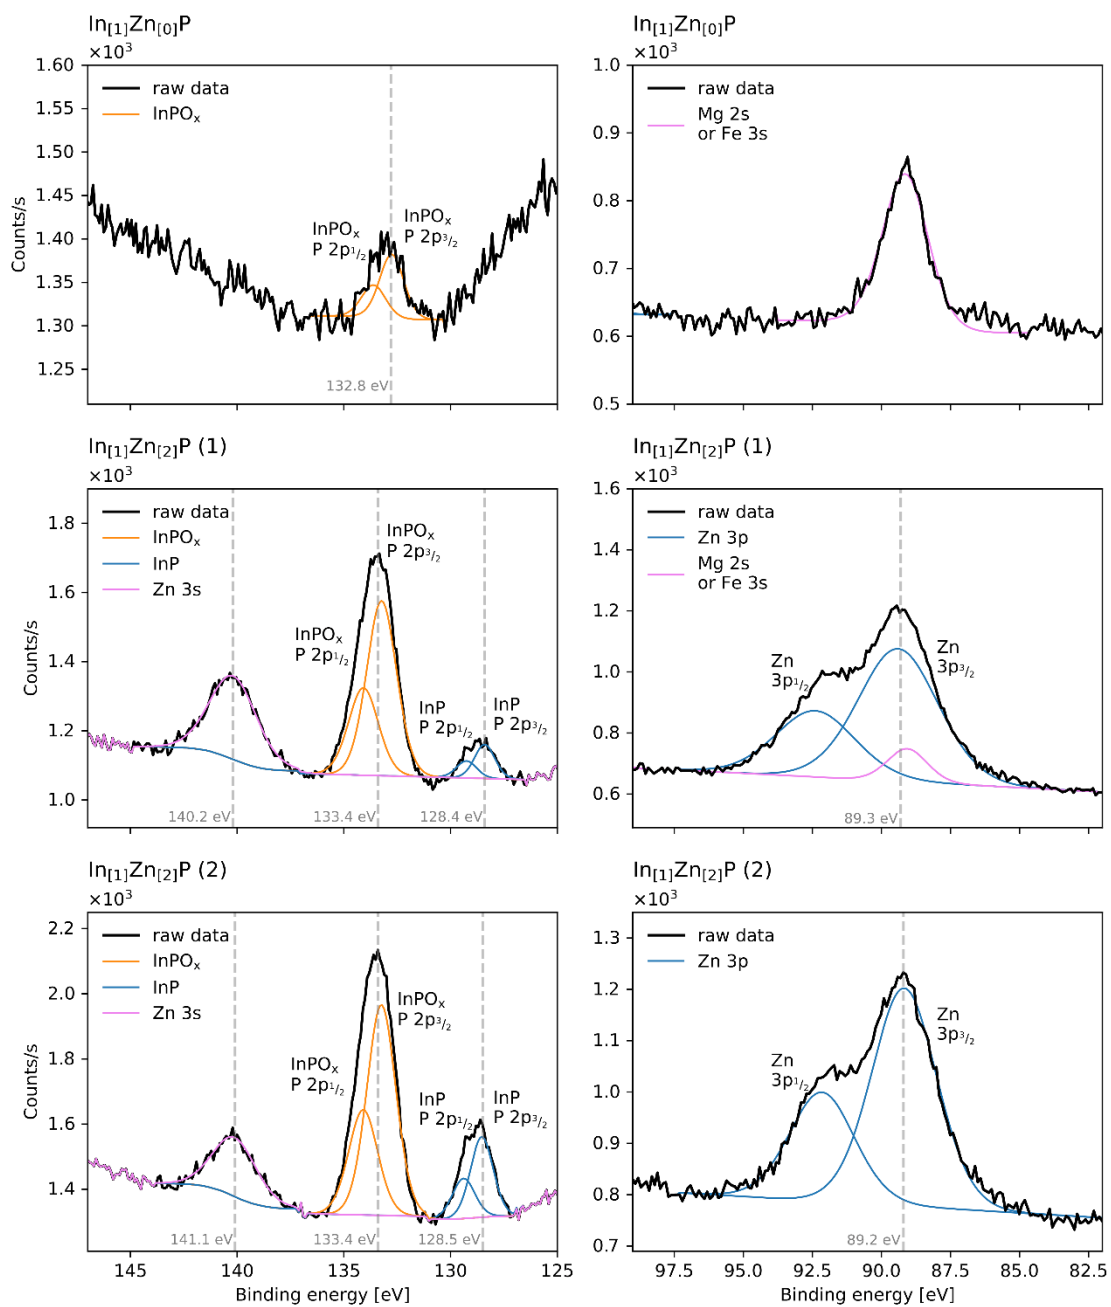 In[1]Zn[0]P
×10³
1.60
1.55
1.50
1.45
1.40
1.35
1.30
1.25
Counts/s
raw data
InPOₓ
InPOₓ
P 2p1/2
InPOₓ
P 2p3/2
132.8 eV
In[1]Zn[0]P
×10³
1.0
0.9
0.8
0.7
0.6
0.5
raw data
Mg 2s
or Fe 3s
In[1]Zn[2]P (1)
×10³
1.8
1.6
1.4
1.2
1.0
Counts/s
raw data
InPOₓ
InP
Zn 3s
InPOₓ
P 2p3/2
InPOₓ
P 2p1/2
InP
P 2p1/2
InP
P 2p3/2
140.2 eV
133.4 eV
128.4 eV
In[1]Zn[2]P (1)
×10³
1.6
1.4
1.2
1.0
0.8
0.6
raw data
Zn 3p
Mg 2s
or Fe 3s
Zn
3p1/2
Zn
3p3/2
89.3 eV
In[1]Zn[2]P (2)
×10³
2.2
2.0
1.8
1.6
1.4
Counts/s
raw data
InPOₓ
InP
Zn 3s
InPOₓ
P 2p3/2
InPOₓ
P 2p1/2
InP
P 2p1/2
InP
P 2p3/2
141.1 eV
133.4 eV
128.5 eV
145
140
135
130
125
Binding energy [eV]
In[1]Zn[2]P (2)
×10³
1.3
1.2
1.1
1.0
0.9
0.8
0.7
raw data
Zn 3p
Zn
3p1/2
Zn
3p3/2
89.2 eV
97.5
95.0
92.5
90.0
87.5
85.0
82.5
Binding energy [eV]